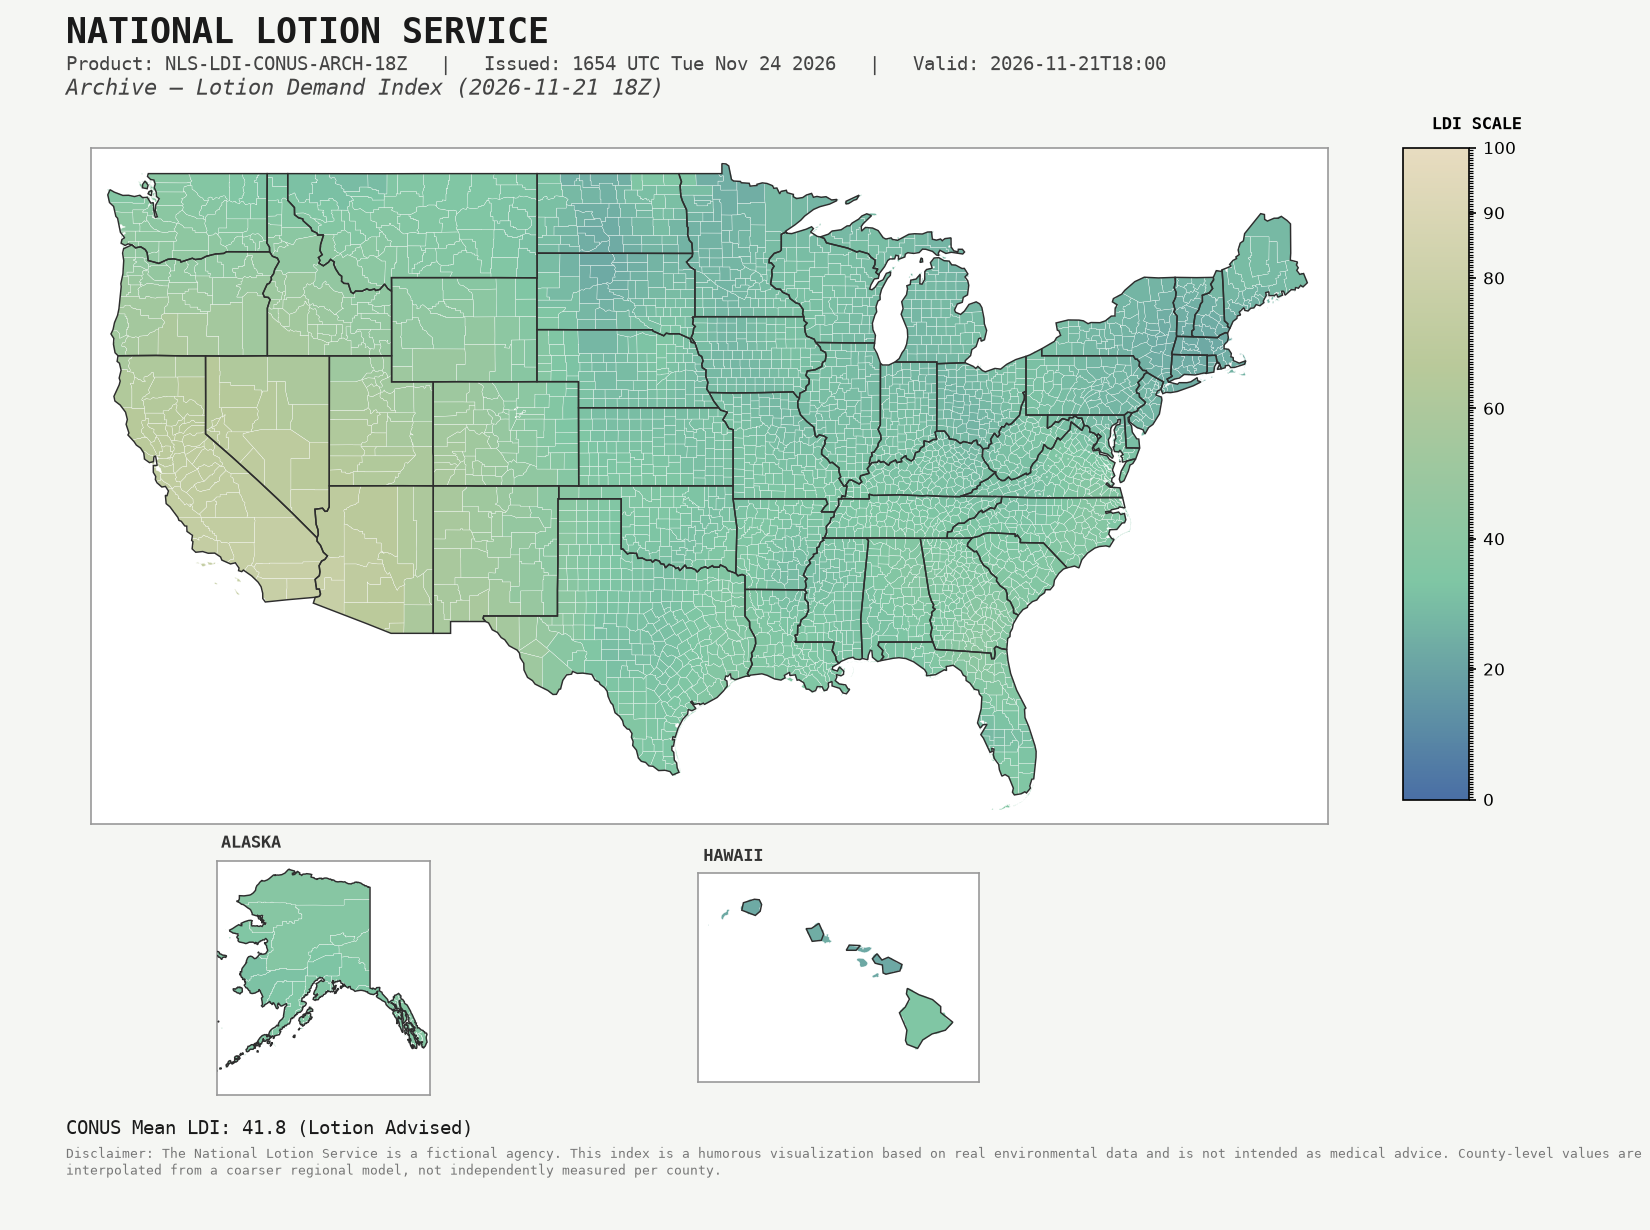 NATIONAL LOTION SERVICE
Product: NLS-LDI-CONUS-ARCH-18Z | Issued: 1654 UTC Tue Nov 24 2026 | Valid: 2026-11-21T18:00
Archive — Lotion Demand Index (2026-11-21 18Z)
LDI SCALE
100
90
80
60
40
20
0
ALASKA
HAWAII
CONUS Mean LDI: 41.8 (Lotion Advised)
Disclaimer: The National Lotion Service is a fictional agency. This index is a humorous visualization based on real environmental data and is not intended as medical advice. County-level values are
interpolated from a coarser regional model, not independently measured per county.